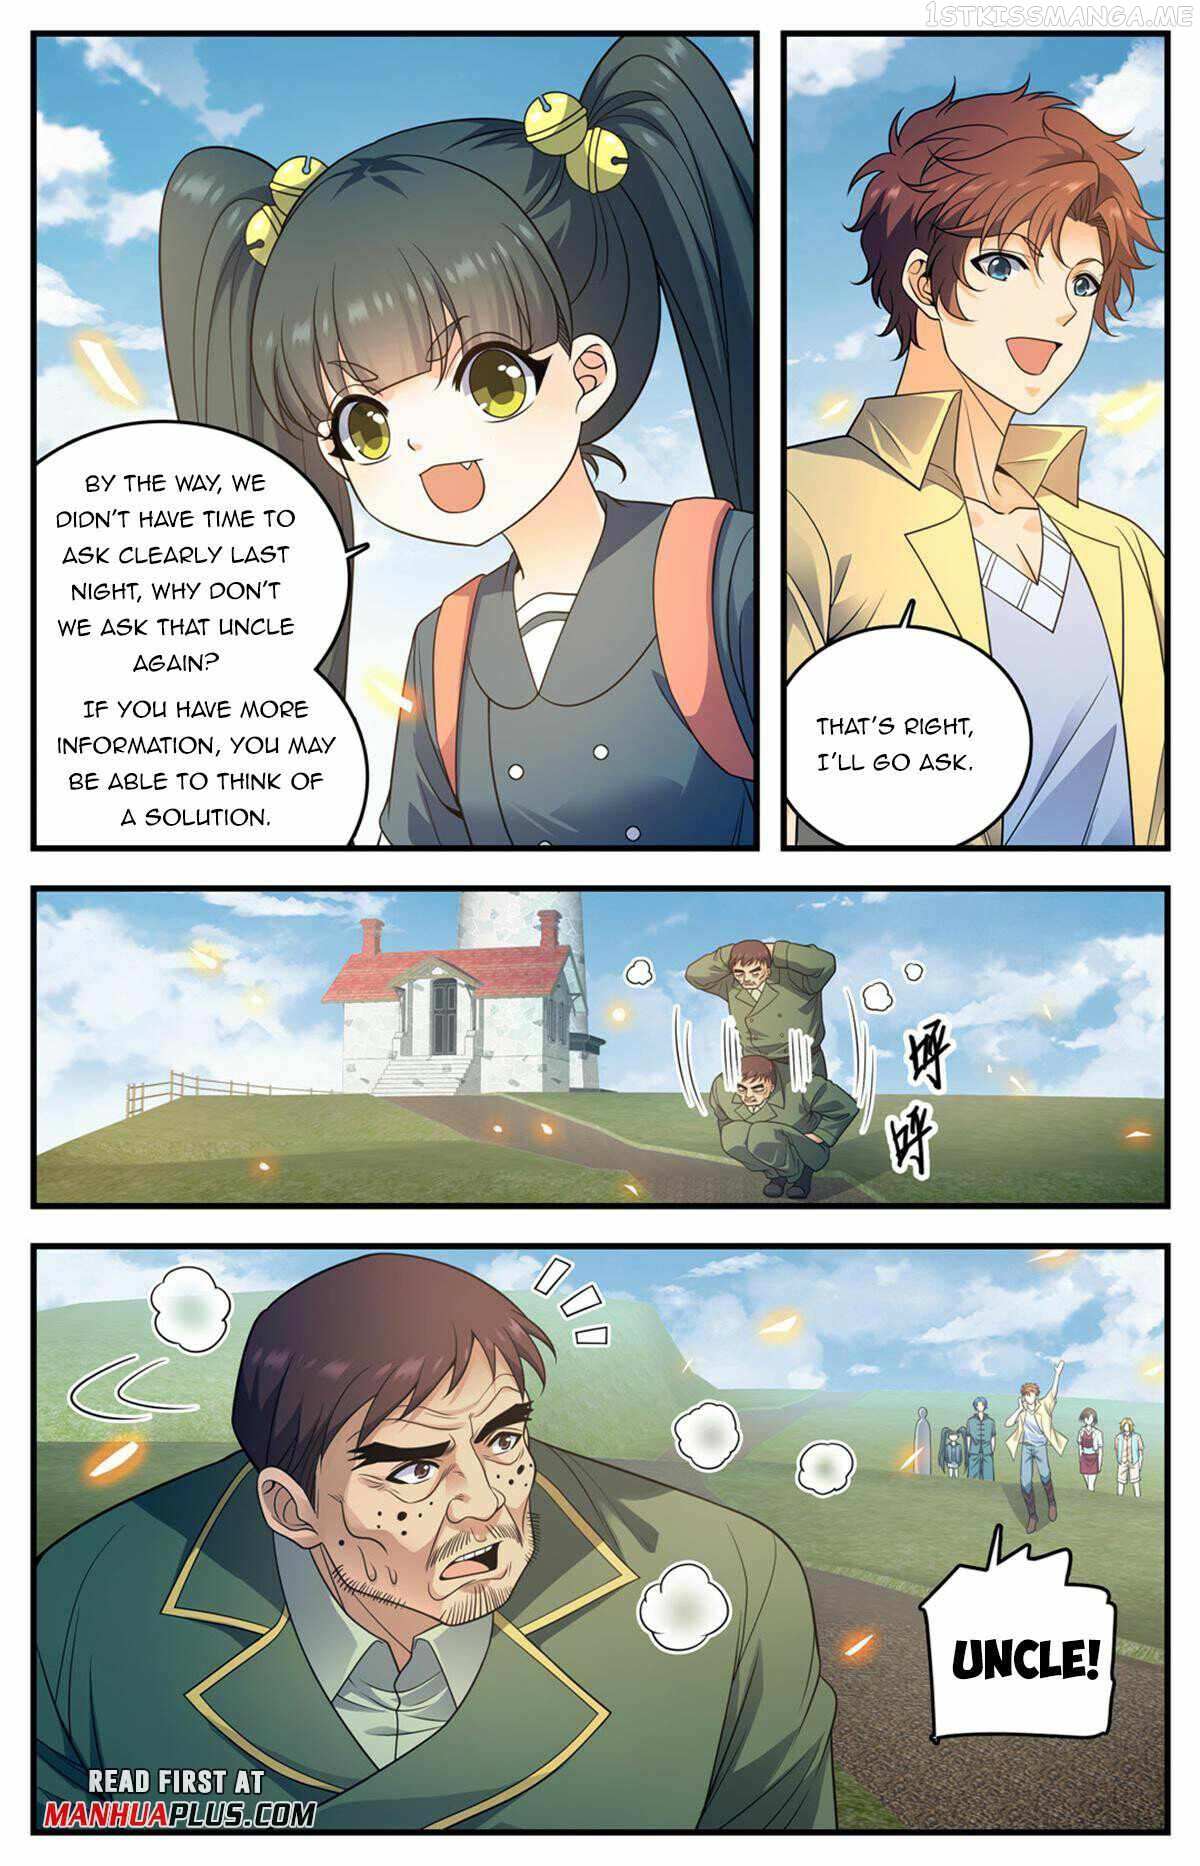 1STKISSMANGA.ME
BY THE WAY, WE
DIDN'T HAVE TIME TO
ASK CLEARLY LAST
NIGHT, WHY DON'T
WE ASK THAT UNCLE
AGAIN?
IF YOU HAVE MORE
INFORMATION, YOU MAY
BE ABLE TO THINK OF
A SOLUTION.
THAT'S RIGHT,
I'LL GO ASK.
呼
呼
UNCLE!
READ FIRST AT
MANHUAPLUS.COM